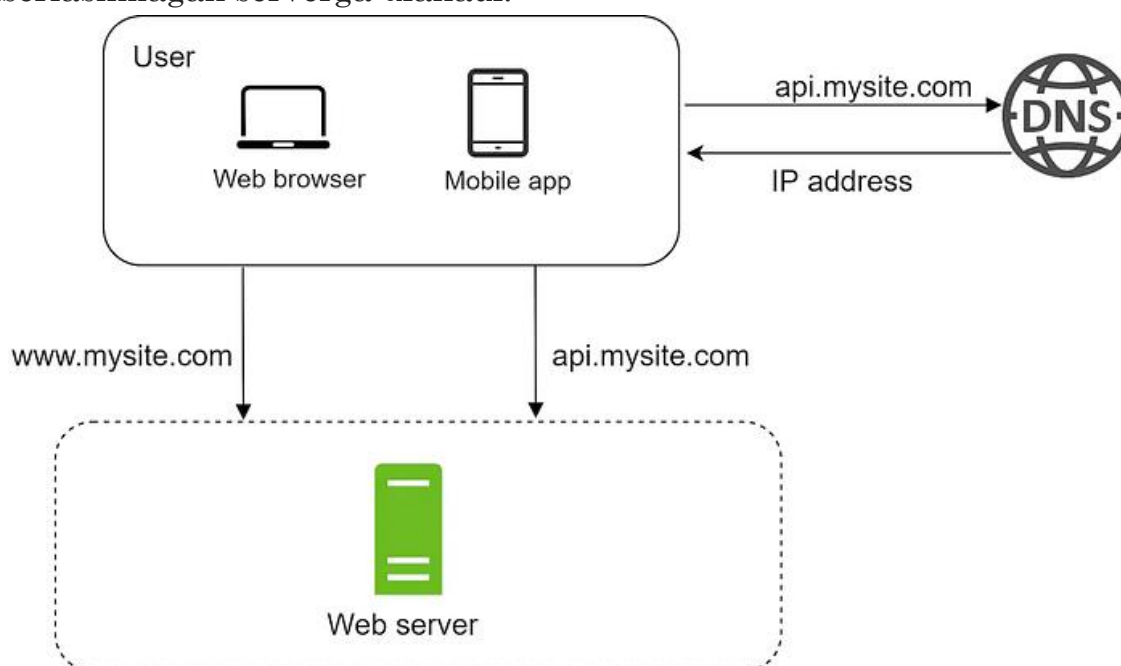 serverga
User
api.mysite.com
DNS
IP address
Web browser
Mobile app
www.mysite.com
api.mysite.com
Web server